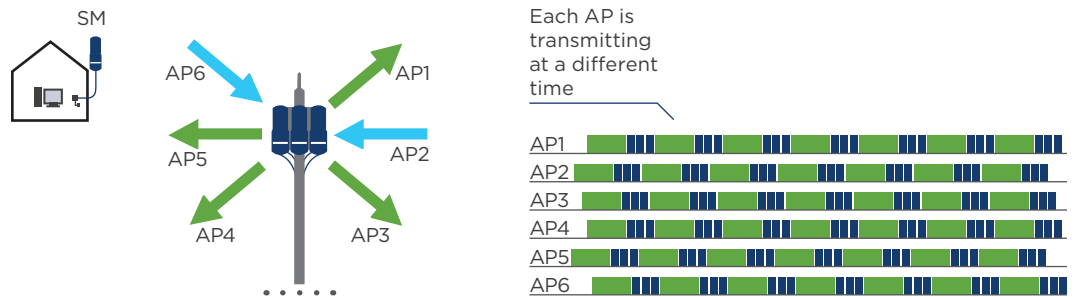 SM
AP6
AP1
AP5
AP2
AP4
AP3
Each AP is
transmitting
at a different
time
AP1
AP2
AP3
AP4
AP5
AP6